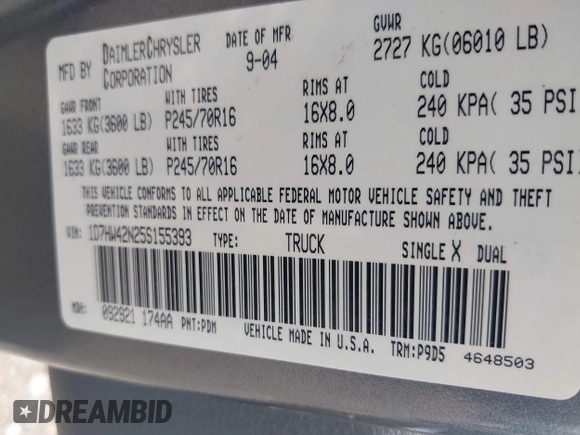 MFD BY DAIMLERCHRYSLER CORPORATION
DATE OF MFR 9-04
GVWR 2727 KG(06010 LB)
GAWR FRONT WITH TIRES RIMS AT COLD
1633 KG(3600 LB) P245/70R16 16X8.0 240 KPA( 35 PSI
GAWR REAR WITH TIRES RIMS AT COLD
1633 KG(3600 LB) P245/70R16 16X8.0 240 KPA( 35 PSI)
THIS VEHICLE CONFORMS TO ALL APPLICABLE FEDERAL MOTOR VEHICLE SAFETY AND THEFT
PREVENTION STANDARDS IN EFFECT ON THE DATE OF MANUFACTURE SHOWN ABOVE.
VIN: 1D7HW42N25S155393 TYPE: TRUCK SINGLE X DUAL
MDH: 092921 174AA PNT:PDM VEHICLE MADE IN U.S.A. TRM:P9D5 4648503
DREAMBID